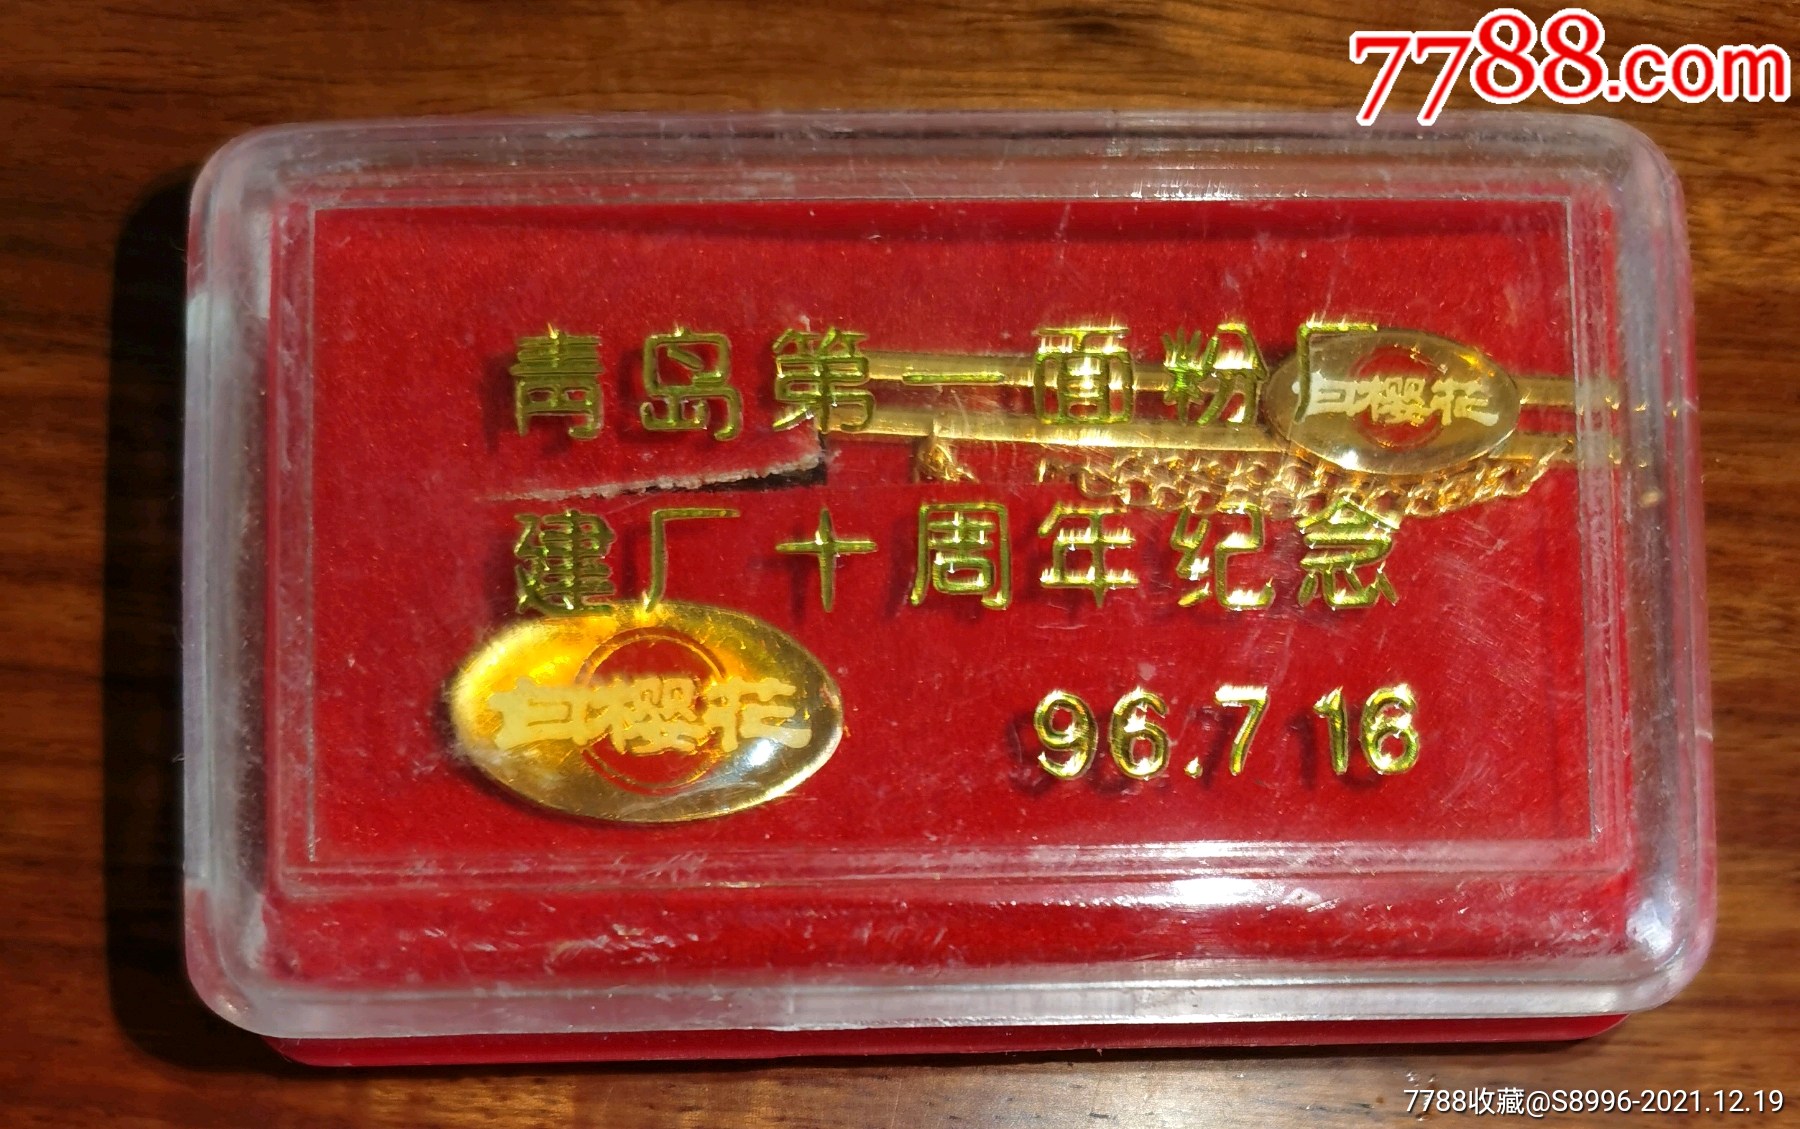 7788.com
青岛第一面粉厂
白樱花
建厂十周年纪念
白樱花
96.7.16
7788收藏@S8996-2021.12.19